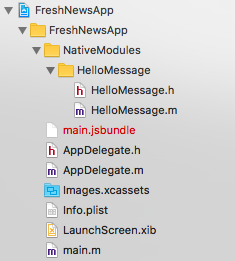 FreshNewsApp
FreshNewsApp
NativeModules
HelloMessage
h HelloMessage.h
m HelloMessage.m
main.jsbundle
h AppDelegate.h
m AppDelegate.m
Images.xcassets
Info.plist
LaunchScreen.xib
m main.m